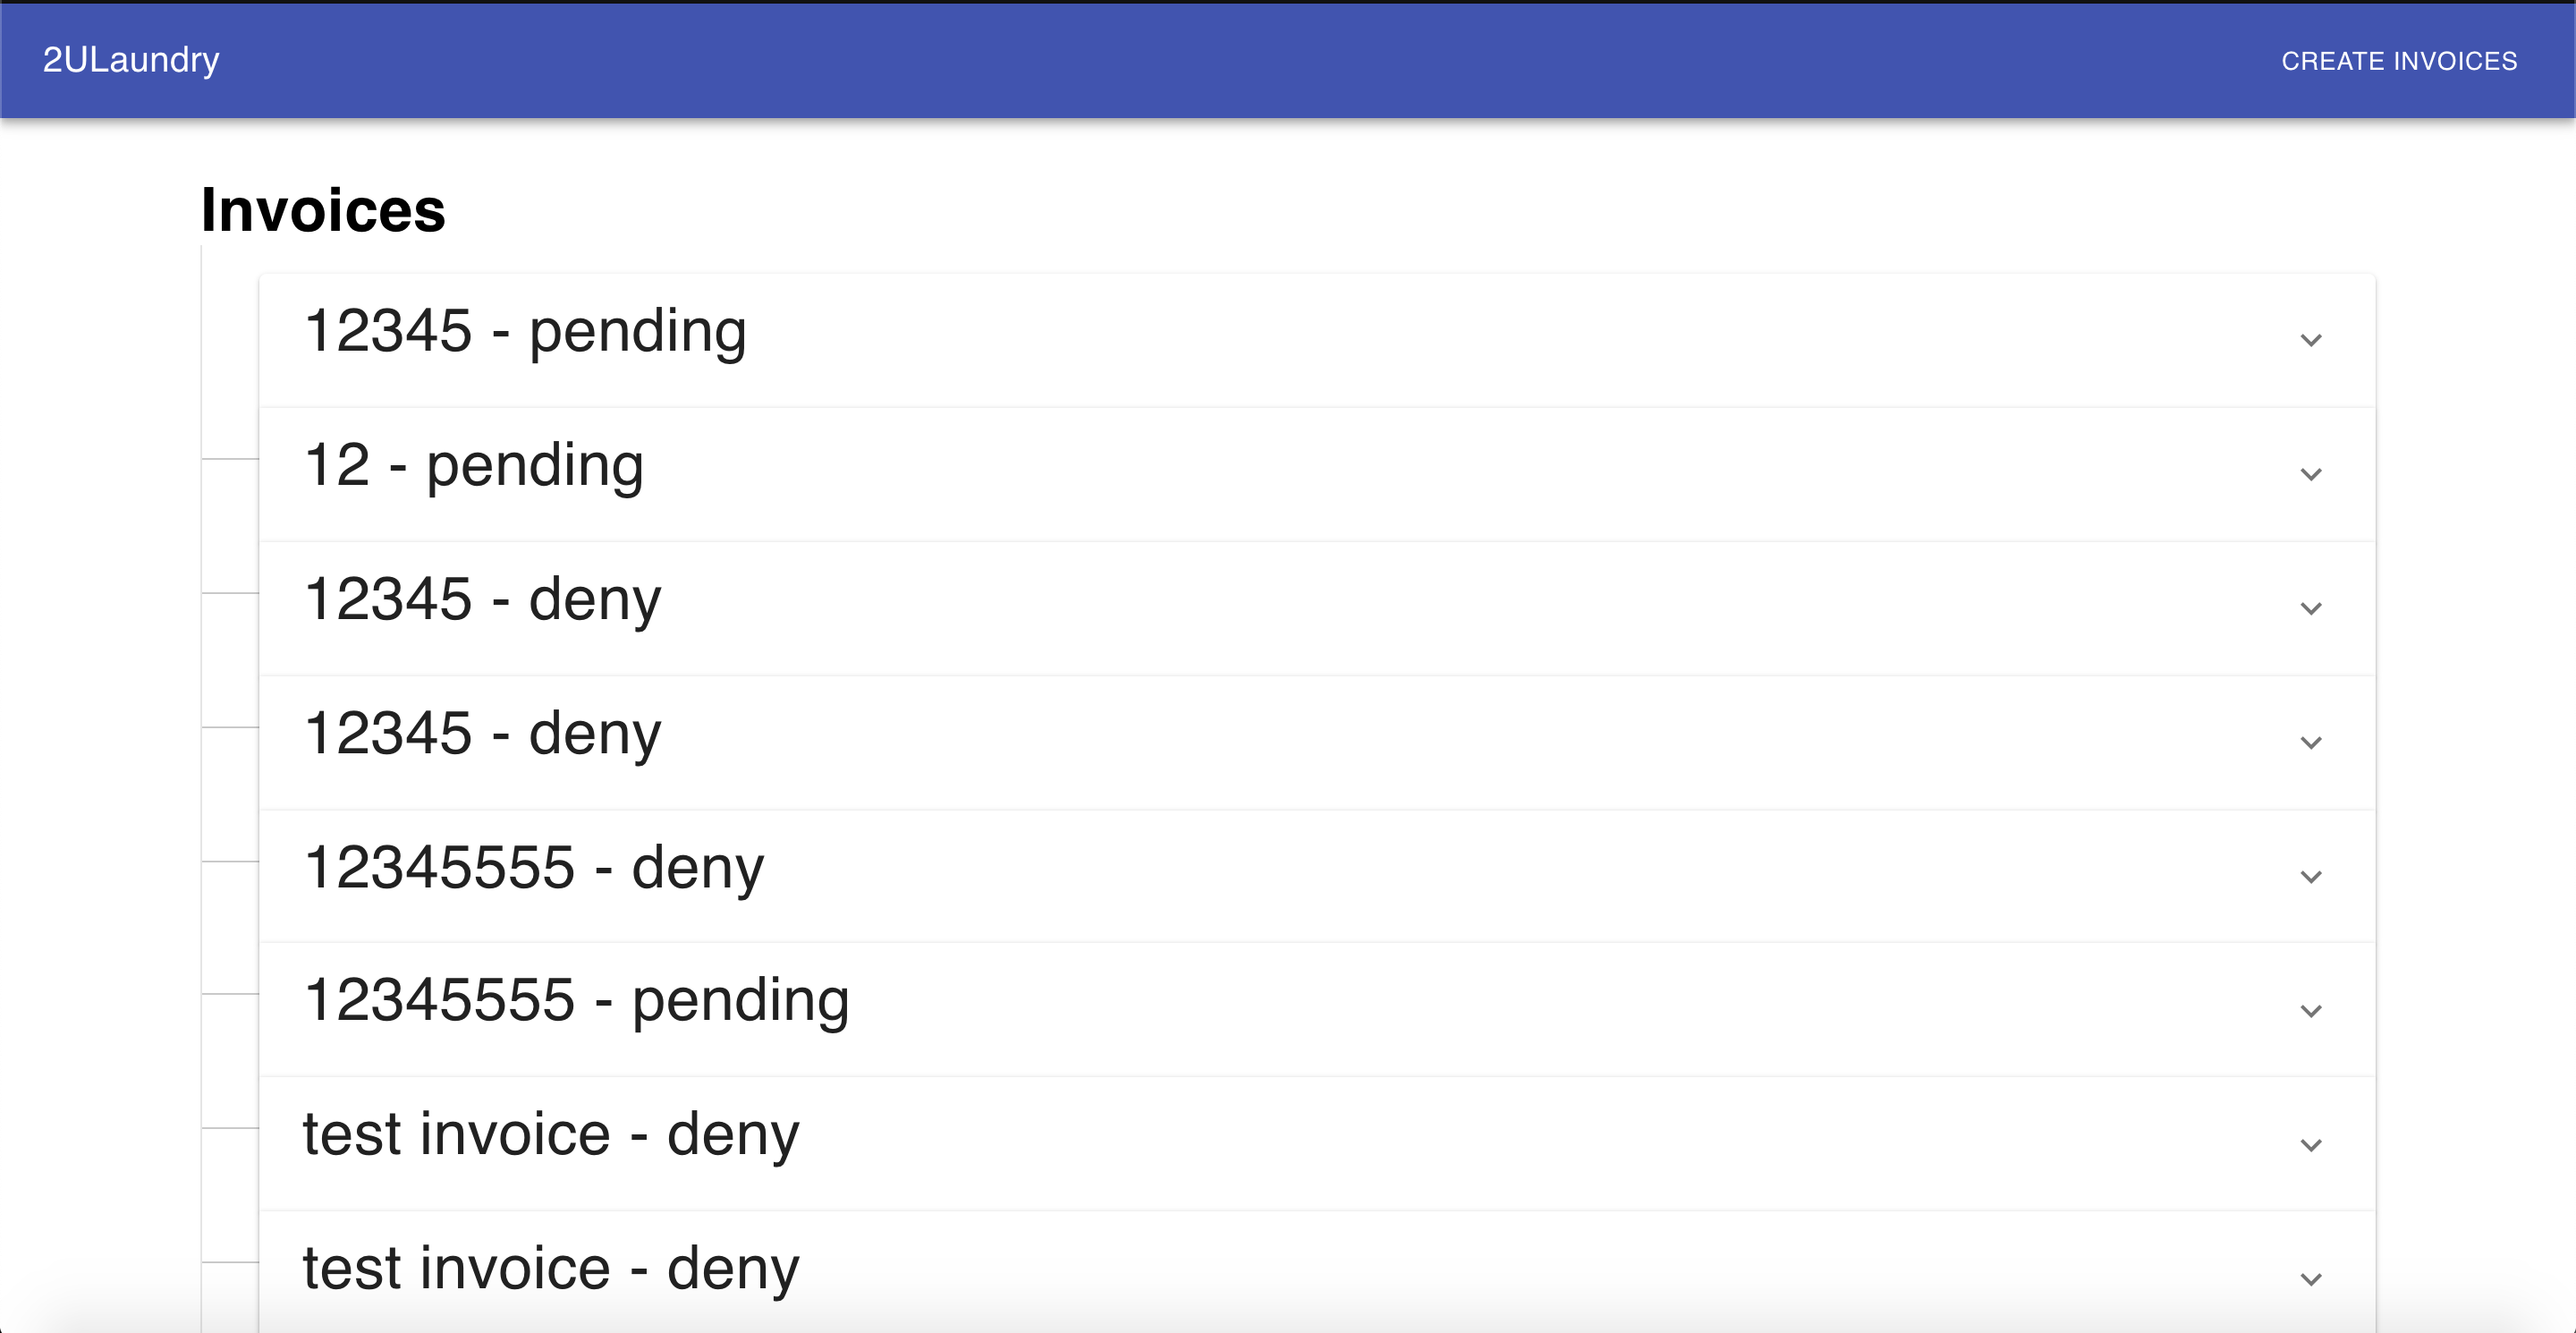 2ULaundry
CREATE INVOICES
Invoices
12345 - pending
12 - pending
12345 - deny
12345 - deny
12345555 - deny
12345555 - pending
test invoice - deny
test invoice - deny